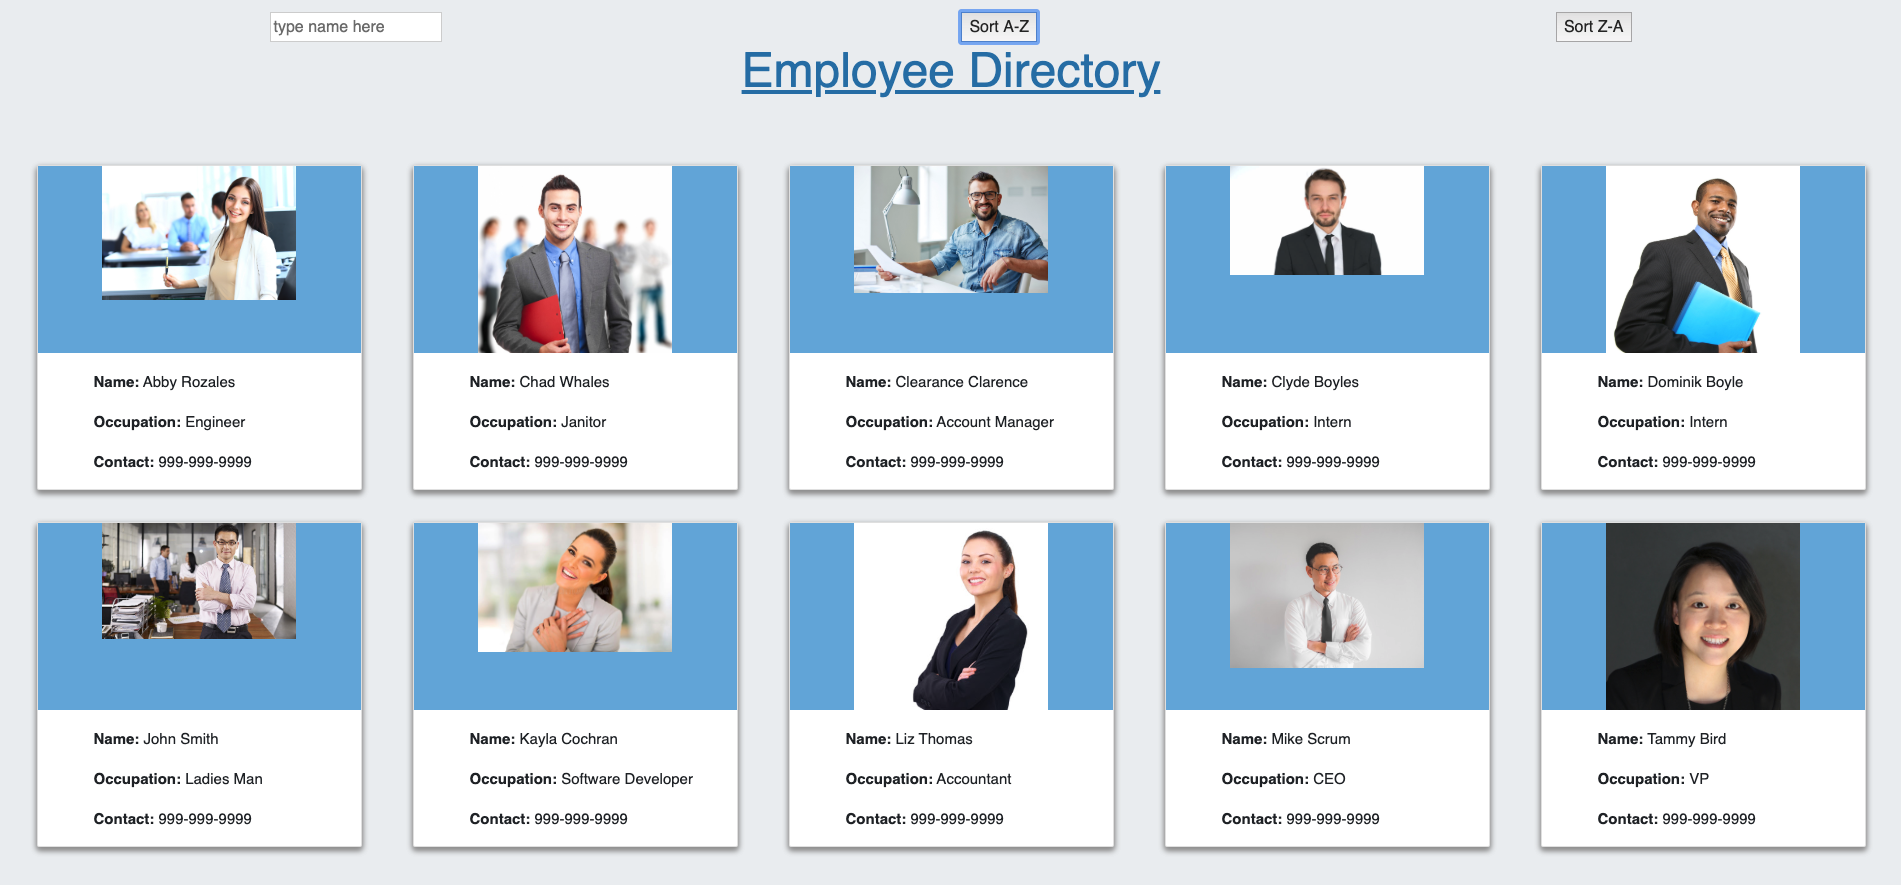 type name here
Sort A-Z
Sort Z-A
Employee Directory
Name: Abby Rozales
Occupation: Engineer
Contact: 999-999-9999
Name: Chad Whales
Occupation: Janitor
Contact: 999-999-9999
Name: Clearance Clarence
Occupation: Account Manager
Contact: 999-999-9999
Name: Clyde Boyles
Occupation: Intern
Contact: 999-999-9999
Name: Dominik Boyle
Occupation: Intern
Contact: 999-999-9999
Name: John Smith
Occupation: Ladies Man
Contact: 999-999-9999
Name: Kayla Cochran
Occupation: Software Developer
Contact: 999-999-9999
Name: Liz Thomas
Occupation: Accountant
Contact: 999-999-9999
Name: Mike Scrum
Occupation: CEO
Contact: 999-999-9999
Name: Tammy Bird
Occupation: VP
Contact: 999-999-9999